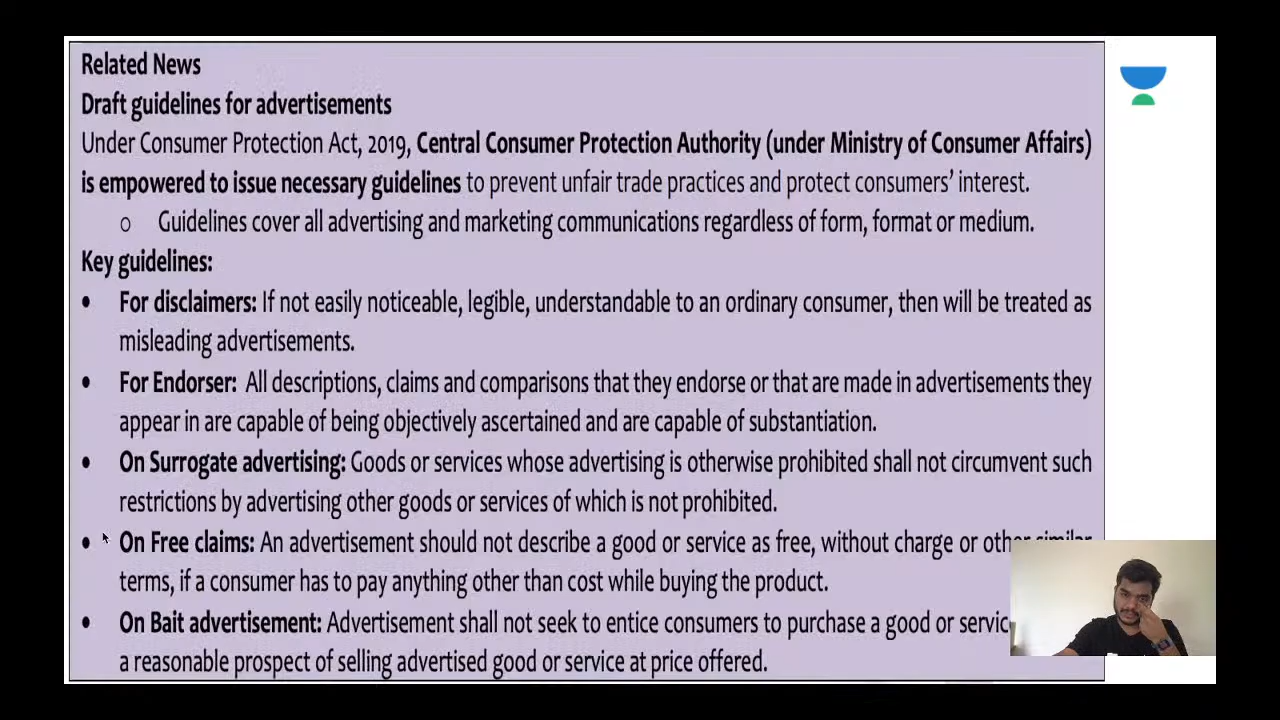 Related News
Draft guidelines for advertisements
Under Consumer Protection Act, 2019, Central Consumer Protection Authority (under Ministry of Consumer Affairs)
is empowered to issue necessary guidelines to prevent unfair trade practices and protect consumers' interest.
o Guidelines cover all advertising and marketing communications regardless of form, format or medium.
Key guidelines:
• For disclaimers: If not easily noticeable, legible, understandable to an ordinary consumer, then will be treated as
misleading advertisements.
• For Endorser: All descriptions, claims and comparisons that they endorse or that are made in advertisements they
appear in are capable of being objectively ascertained and are capable of substantiation.
• On Surrogate advertising: Goods or services whose advertising is otherwise prohibited shall not circumvent such
restrictions by advertising other goods or services of which is not prohibited.
• On Free claims: An advertisement should not describe a good or service as free, without charge or other similar
terms, if a consumer has to pay anything other than cost while buying the product.
• On Bait advertisement: Advertisement shall not seek to entice consumers to purchase a good or
a reasonable prospect of selling advertised good or service at price offered.